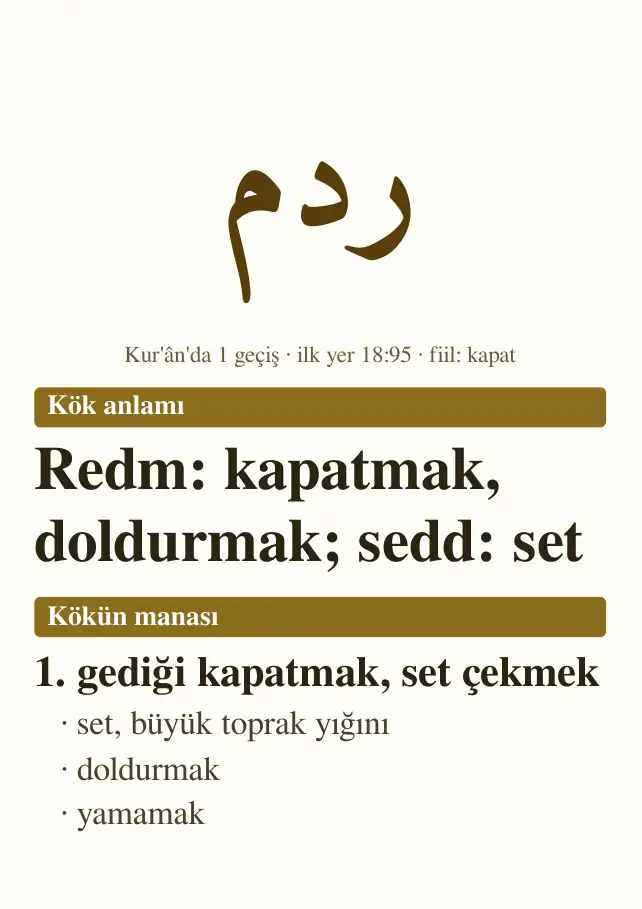 ردم
Kur'ân'da 1 geçiş · ilk yer 18:95 · fiil: kapat
Kök anlamı
Redm: kapatmak,
doldurmak; sedd: set
Kökün manası
1. gediği kapatmak, set çekmek
· set, büyük toprak yığını
· doldurmak
· yamamak